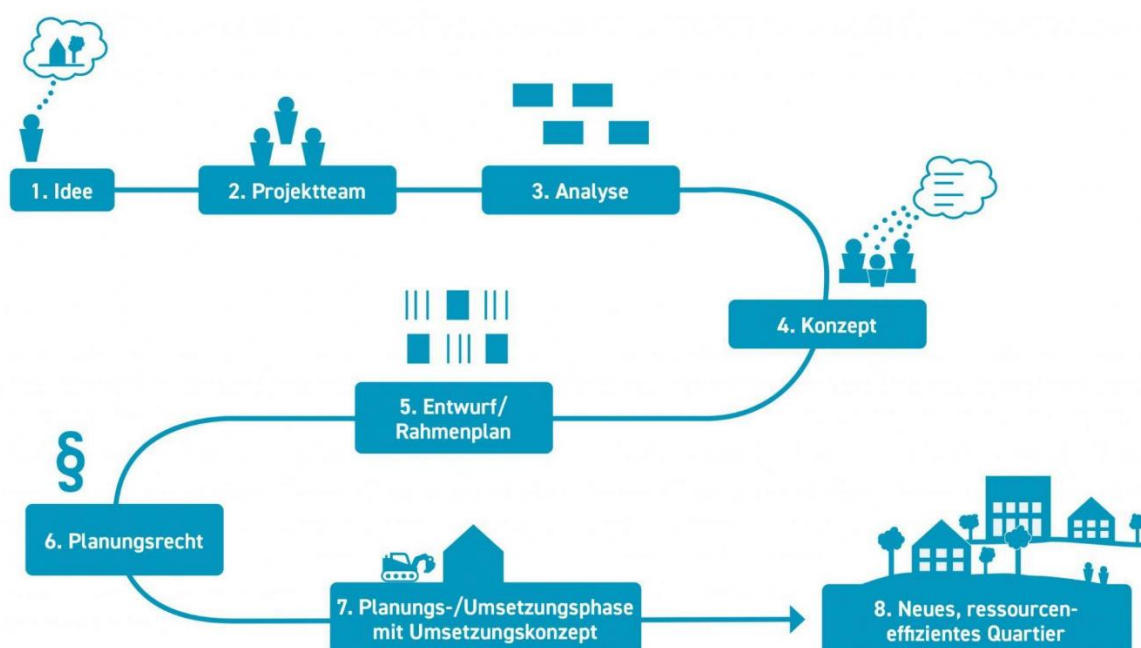 1. Idee
2. Projektteam
3. Analyse
4. Konzept
5. Entwurf/
Rahmenplan
§
6. Planungsrecht
7. Planungs-/Umsetzungsphase
mit Umsetzungskonzept
8. Neues, ressourcen-
effizientes Quartier